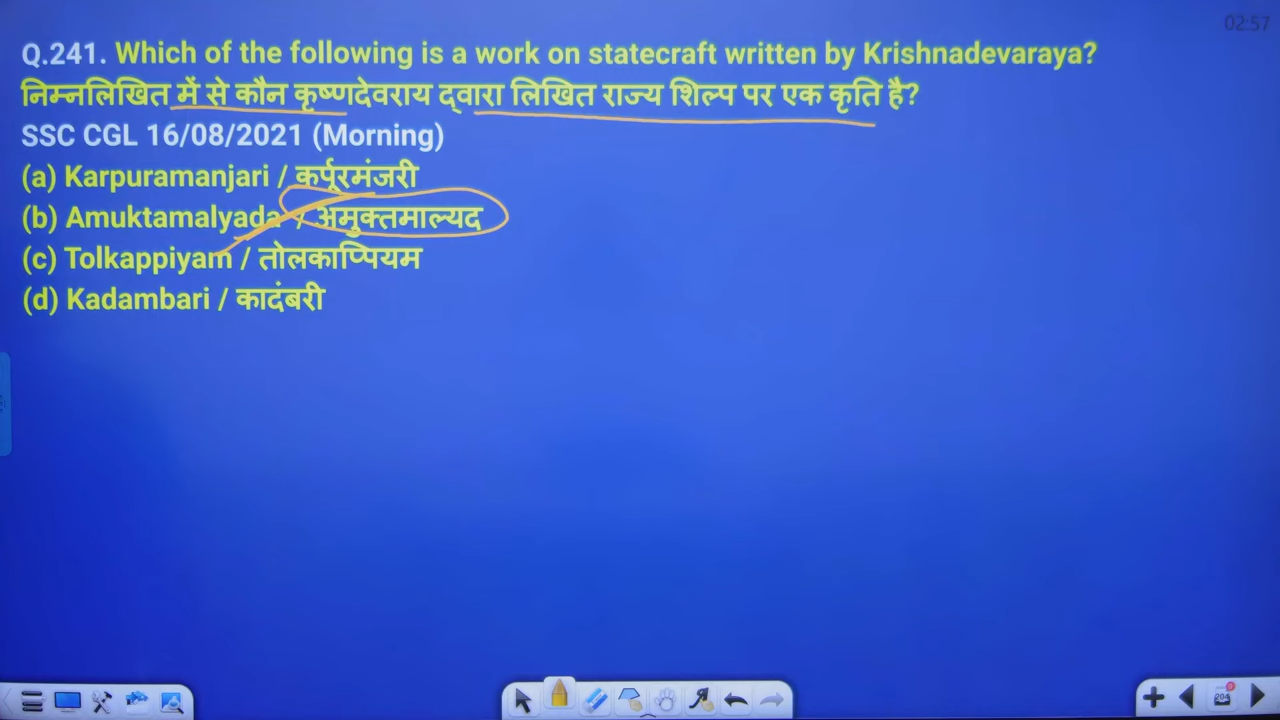 02:57
Q.241. Which of the following is a work on statecraft written by Krishnadevaraya?
निम्नलिखित में से कौन कृष्णदेवराय द्वारा लिखित राज्य शिल्प पर एक कृति है?
SSC CGL 16/08/2021 (Morning)
(a) Karpuramanjari / कर्पूरमंजरी
(b) Amuktamalyada / अमुक्तमाल्यद
(c) Tolkappiyam / तोलकाप्पियम
(d) Kadambari / कादंबरी
204